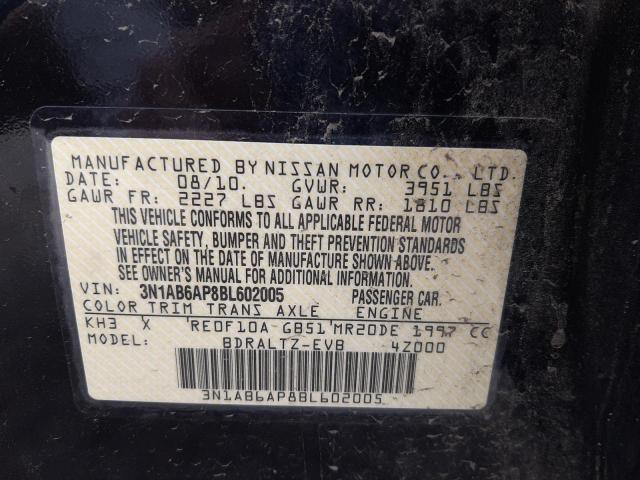 MANUFACTURED BY NISSAN MOTOR CO., LTD.
DATE: 08/10. GVWR: 3951 LBS
GAWR FR: 2227 LBS GAWR RR: 1810 LBS
THIS VEHICLE CONFORMS TO ALL APPLICABLE FEDERAL MOTOR
VEHICLE SAFETY, BUMPER AND THEFT PREVENTION STANDARDS
IN EFFECT ON THE DATE OF MANUFACTURE SHOWN ABOVE.
SEE OWNER'S MANUAL FOR ADDITIONAL INFORMATION.
VIN: 3N1AB6AP8BL602005 PASSENGER CAR.
COLOR TRIM TRANS AXLE ENGINE
KH3 X RE0F10A GB51 MR20DE 1997 CC
MODEL: BDRALTZ-EVB 4Z000
3N1AB6AP8BL602005